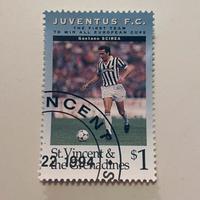 JUVENTUS F.C.
THE FIRST TEAM
TO WIN ALL EUROPEAN CUPS
Gaetano SCIREA
VINCENT
22 1994
St. Vincent &
the Grenadines
$1